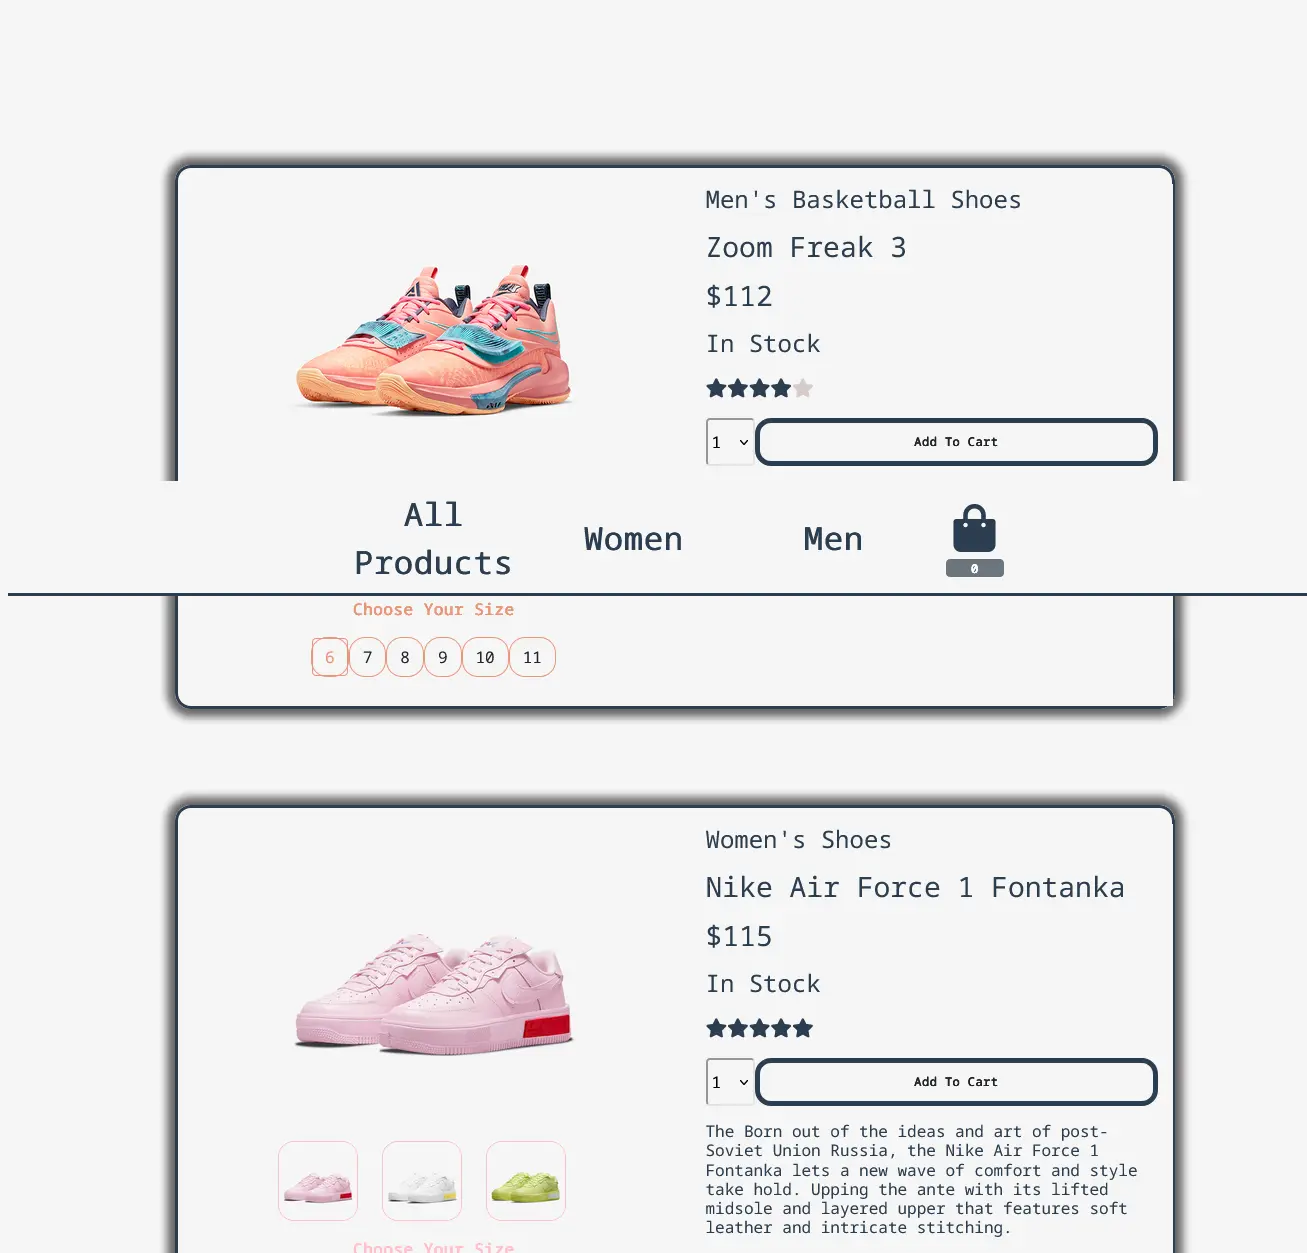 Men's Basketball Shoes
Zoom Freak 3
$112
In Stock
1
Add To Cart
All
Products
Women
Men
0
Choose Your Size
6
7
8
9
10
11
Women's Shoes
Nike Air Force 1 Fontanka
$115
In Stock
1
Add To Cart
The Born out of the ideas and art of post-
Soviet Union Russia, the Nike Air Force 1
Fontanka lets a new wave of comfort and style
take hold. Upping the ante with its lifted
midsole and layered upper that features soft
leather and intricate stitching.
Choose Your Size